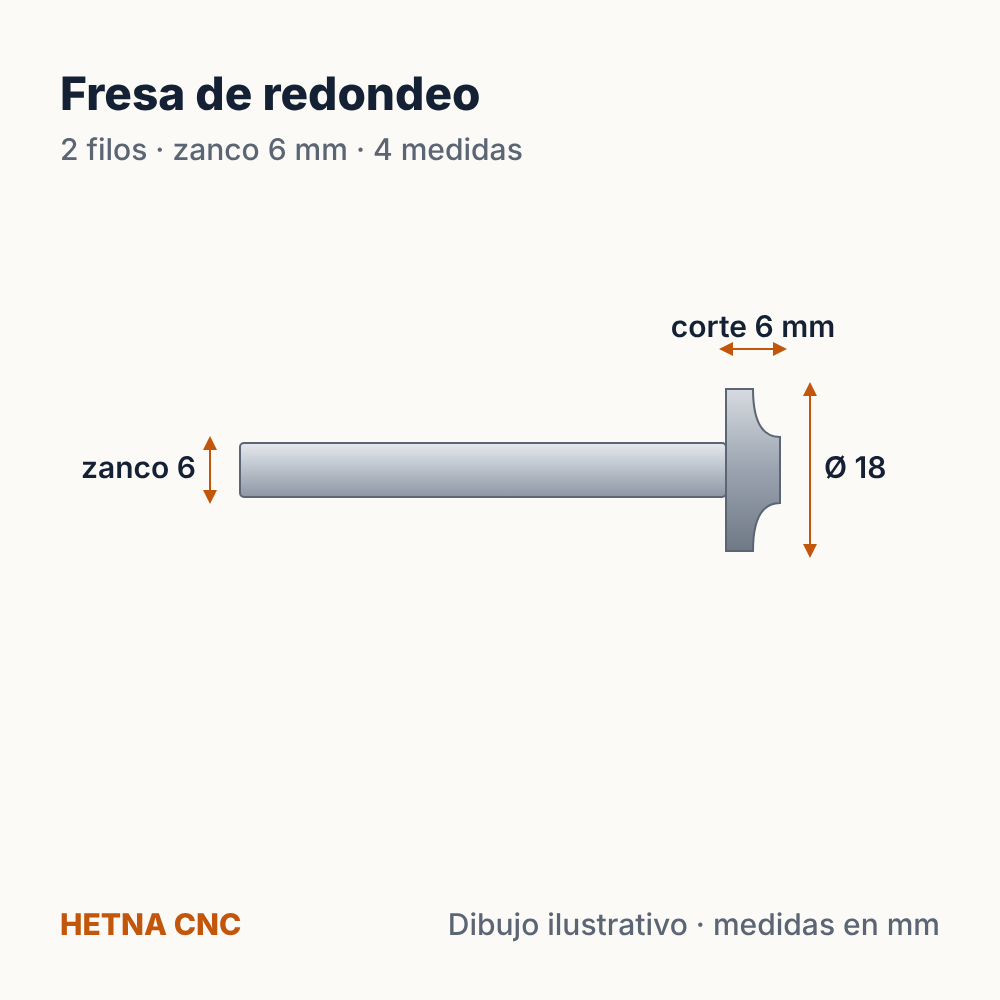 Fresa de redondeo
2 filos · zanco 6 mm · 4 medidas
corte 6 mm
zanco 6
Ø 18
HETNA CNC
Dibujo ilustrativo · medidas en mm